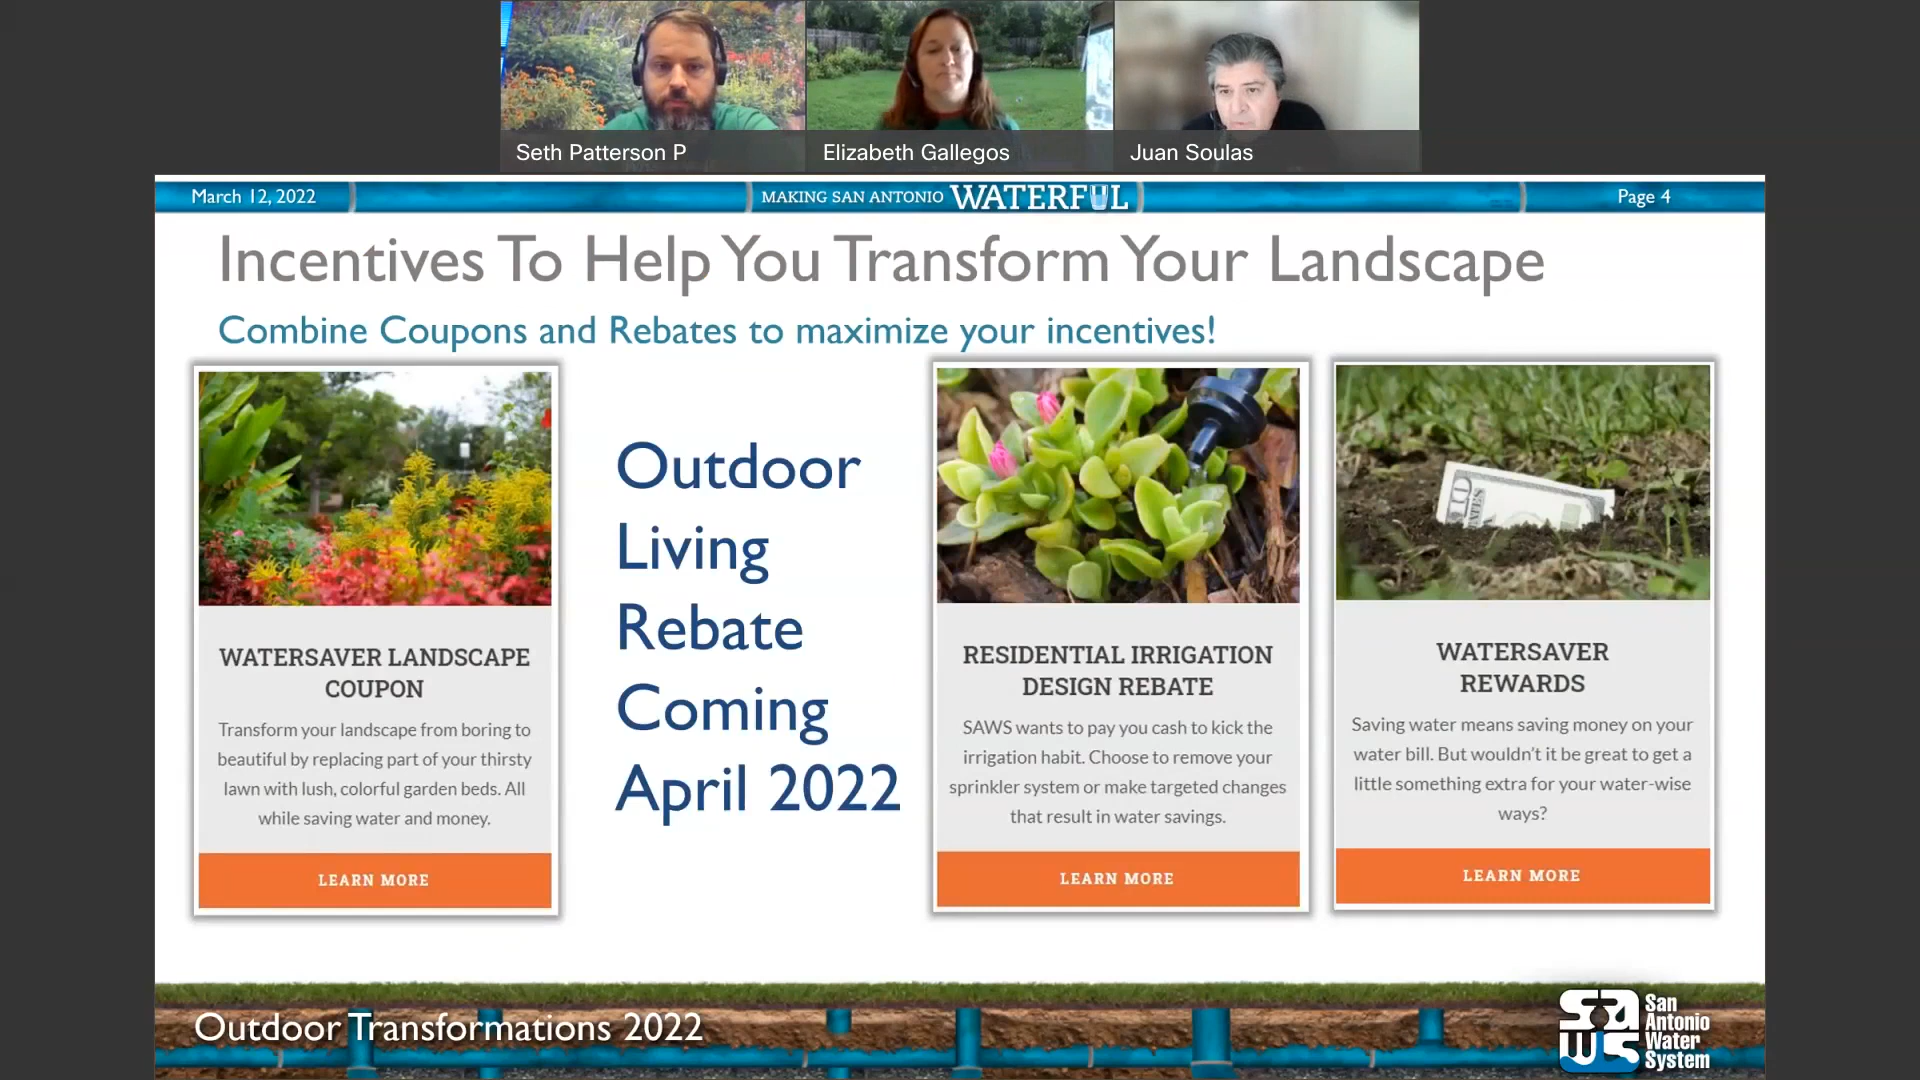 Seth Patterson P
Elizabeth Gallegos
Juan Soulas
March 12, 2022
MAKING SAN ANTONIO WATERFUL
Page 4
Incentives To Help You Transform Your Landscape
Combine Coupons and Rebates to maximize your incentives!
WATERSAVER LANDSCAPE
COUPON
Transform your landscape from boring to
beautiful by replacing part of your thirsty
lawn with lush, colorful garden beds. All
while saving water and money.
LEARN MORE
Outdoor
Living
Rebate
Coming
April 2022
RESIDENTIAL IRRIGATION
DESIGN REBATE
SAWS wants to pay you cash to kick the
irrigation habit. Choose to remove your
sprinkler system or make targeted changes
that result in water savings.
LEARN MORE
WATERSAVER
REWARDS
Saving water means saving money on your
water bill. But wouldn't it be great to get a
little something extra for your water-wise
ways?
LEARN MORE
Outdoor Transformations 2022
saws
San
Antonio
Water
System